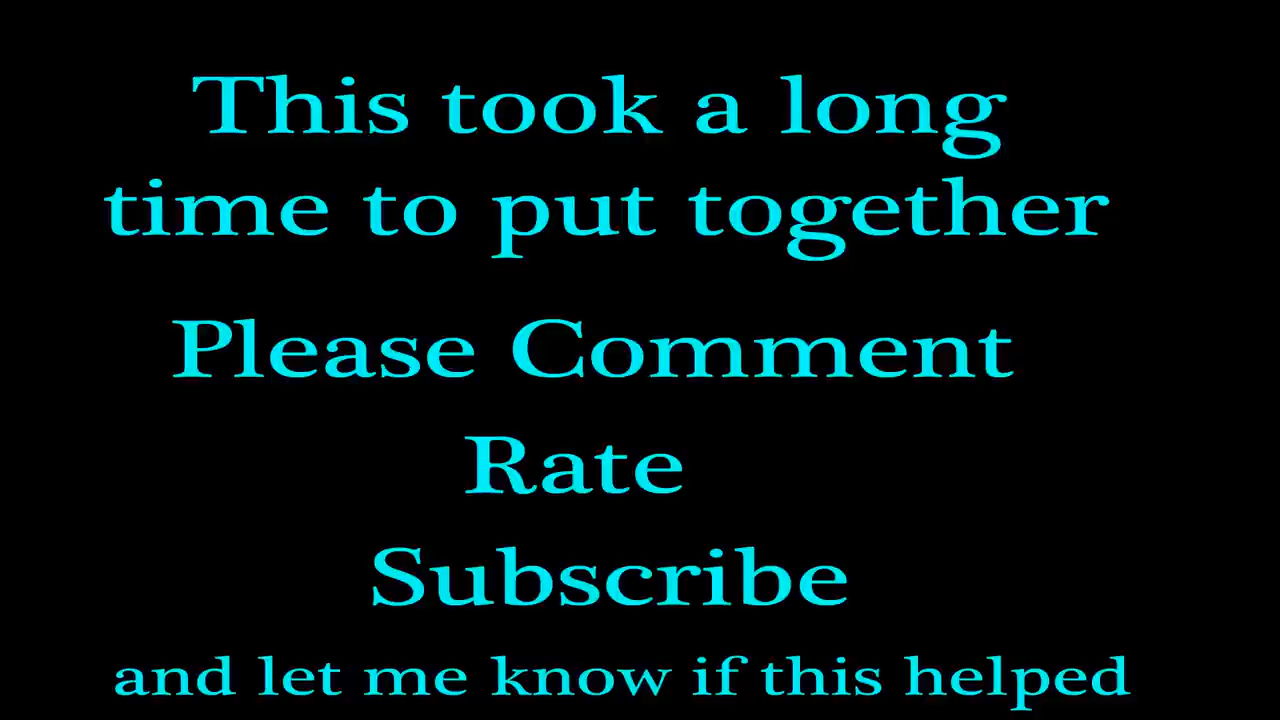 This took a long
time to put together
Please Comment
Rate
Subscribe
and let me know if this helped